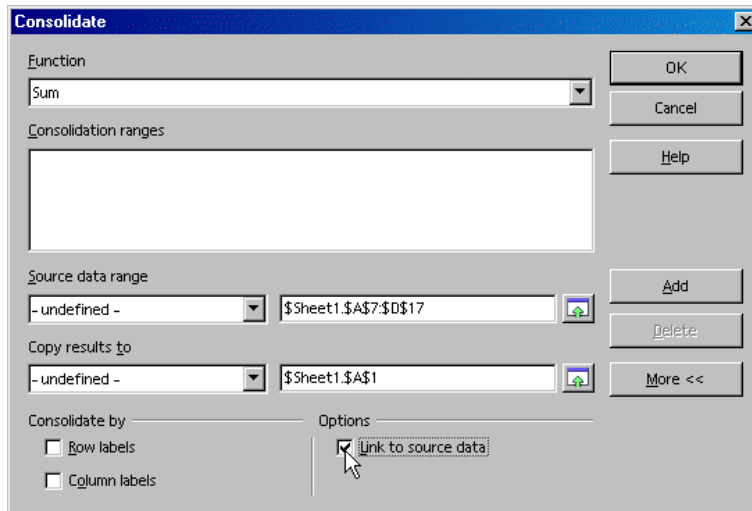 Consolidate
Function
OK
Sum
Cancel
Consolidation ranges
Help
Source data range
- undefined -
$Sheet1.$A$7:$D$17
Add
Delete
Copy results to
- undefined -
$Sheet1.$A$1
More <<
Consolidate by
Options
Row labels
Link to source data
Column labels